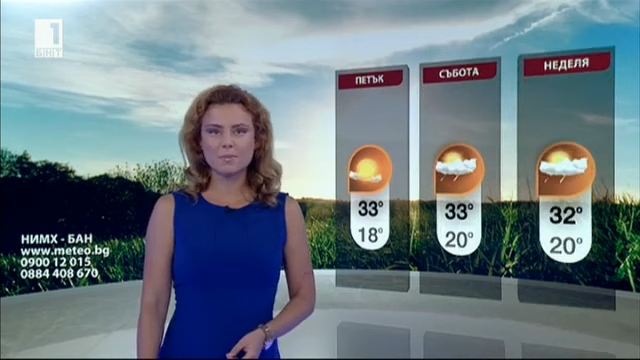 1
БНТ
ПЕТЪК
33°
18°
СЪБОТА
33°
20°
НЕДЕЛЯ
32°
20°
НИМХ - БАН
www.meteo.bg
0900 12 015
0884 408 670